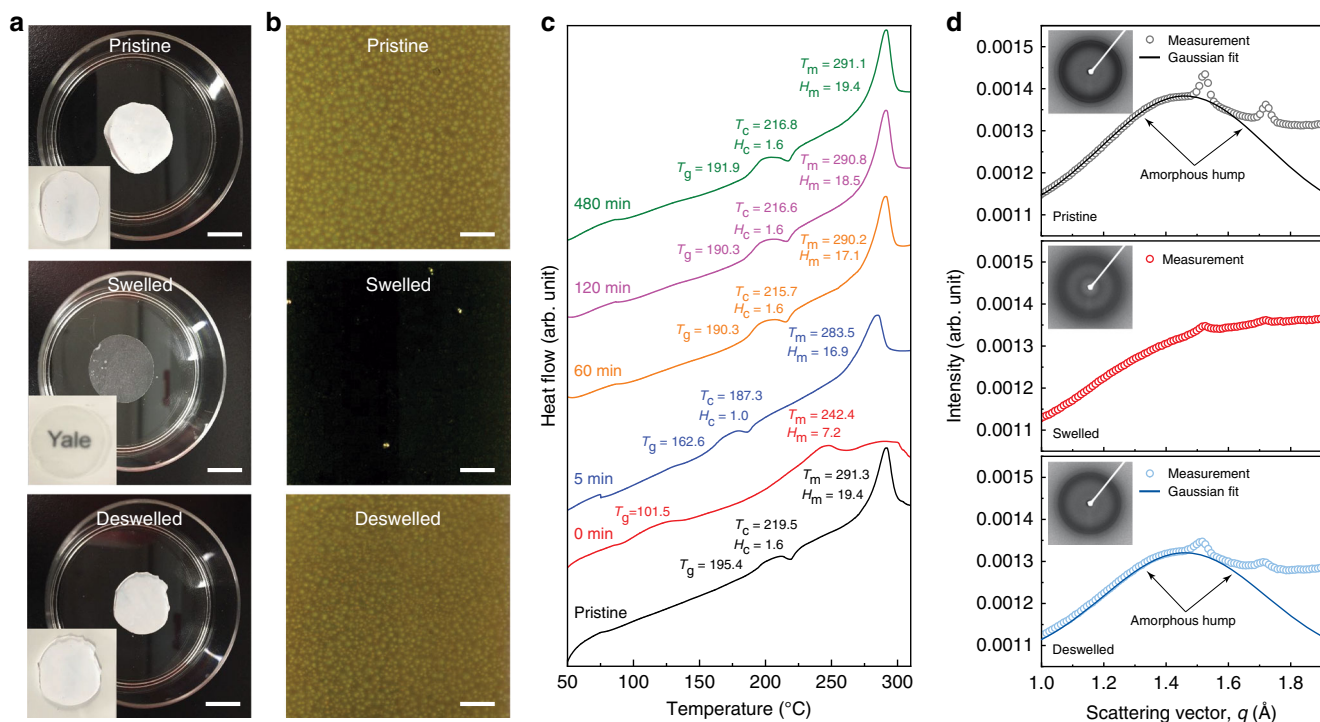 a
Pristine
Swelled
Yale
Deswelled
b
Pristine
Swelled
Deswelled
c
Heat flow (arb. unit)
Tm = 291.1
Hm = 19.4
Tc = 216.8
Hc = 1.6
Tg = 191.9
480 min
Tm = 290.8
Hm = 18.5
Tc = 216.6
Hc = 1.6
Tg = 190.3
120 min
Tm = 290.2
Hm = 17.1
Tc = 215.7
Hc = 1.6
Tg = 190.3
60 min
Tm = 283.5
Hm = 16.9
Tc = 187.3
Hc = 1.0
Tg = 162.6
5 min
Tm = 242.4
Hm = 7.2
Tg=101.5
0 min
Tm = 291.3
Hm = 19.4
Tc = 219.5
Hc = 1.6
Tg = 195.4
Pristine
50 100 150 200 250 300
Temperature (°C)
d
Intensity (arb. unit)
0.0015
0.0014
0.0013
0.0012
0.0011
Measurement
Gaussian fit
Amorphous hump
Pristine
0.0015
0.0014
0.0013
0.0012
0.0011
Measurement
Swelled
0.0015
0.0014
0.0013
0.0012
0.0011
Measurement
Gaussian fit
Amorphous hump
Deswelled
1.0 1.2 1.4 1.6 1.8
Scattering vector, q (Å)